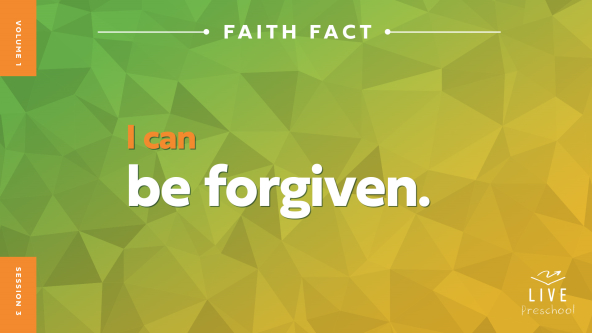 VOLUME 1
FAITH FACT
I can
be forgiven.
SESSION 3
LIVE
Preschool